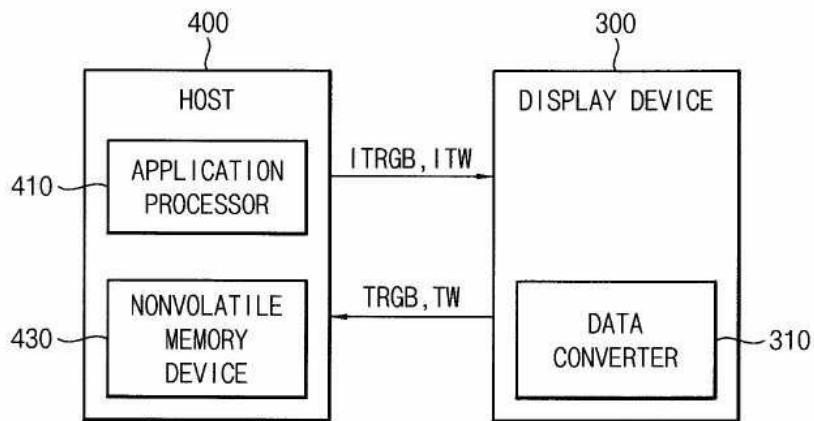 400
300
HOST
DISPLAY DEVICE
410
APPLICATION
PROCESSOR
ITRGB, ITW
TRGB, TW
430
NONVOLATILE
MEMORY
DEVICE
DATA
CONVERTER
310